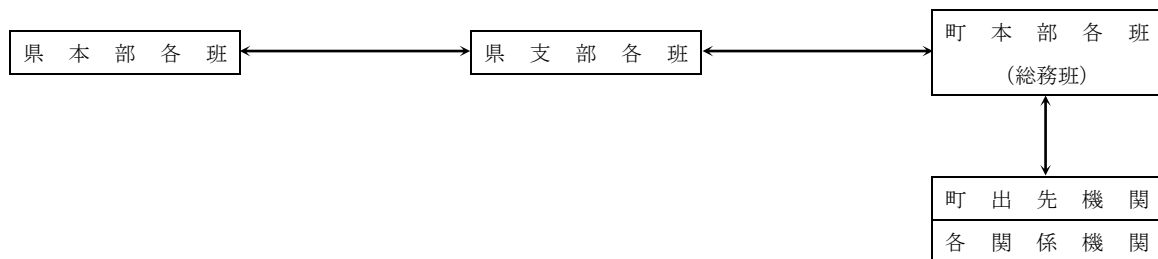 県本部各班
県支部各班
町本部各班
（総務班）
町出先機関
各関係機関